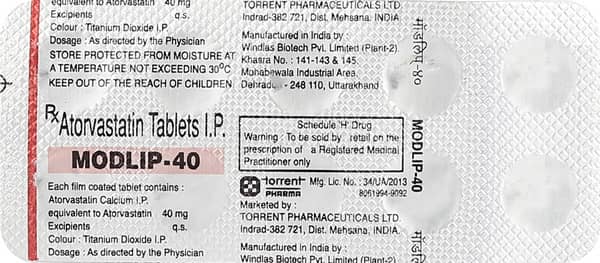 equivalent to Atorvastatin 40 mg
Excipients q.s.
Colour : Titanium Dioxide I.P.
Dosage : As directed by the Physician
STORE PROTECTED FROM MOISTURE AT
A TEMPERATURE NOT EXCEEDING 30°C
KEEP OUT OF THE REACH OF CHILDREN
TORRENT PHARMACEUTICALS LTD.
Indrad-382 721, Dist. Mehsana, INDIA.
Manufactured in India by
Windlas Biotech Pvt. Limited (Plant-2)
Khasra No. : 141-143 & 145,
Mohabewala Industrial Area,
Dehradun - 248 110, Uttarakhand
मोडलिप-४०
Rx Atorvastatin Tablets I.P.
MODLIP-40
Each film coated tablet contains :
Atorvastatin Calcium I.P.
equivalent to Atorvastatin 40 mg
Excipients q.s.
Colour : Titanium Dioxide I.P.
Dosage : As directed by the Physician
Schedule 'H' Drug
Warning : To be sold by retail on the
prescription of a Registered Medical
Practitioner only
torrent
PHARMA
Mfg. Lic. No. : 34/UA/2013
8061994-9092
Marketed by :
TORRENT PHARMACEUTICALS LTD.
Indrad-382 721, Dist. Mehsana, INDIA.
Manufactured in India by :
Windlas Biotech Pvt. Limited (Plant-2)
MODLIP-40